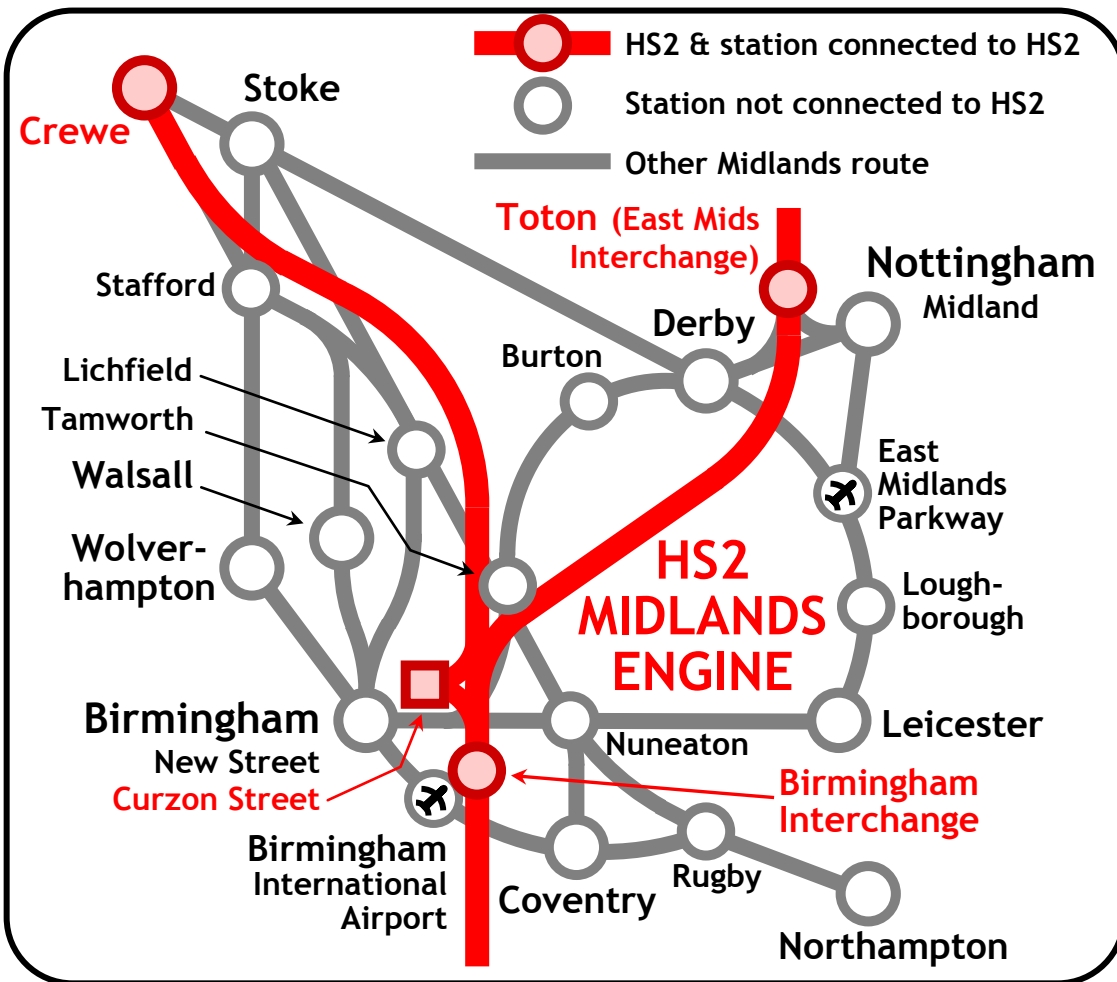 HS2 & station connected to HS2
Station not connected to HS2
Other Midlands route
Stoke
Crewe
Toton (East Mids
Interchange)
Nottingham
Midland
Stafford
Derby
Burton
Lichfield
Tamworth
Walsall
East
Midlands
Parkway
Wolver-
hampton
HS2
MIDLANDS
ENGINE
Lough-
borough
Birmingham
New Street
Curzon Street
Nuneaton
Leicester
Birmingham
Interchange
Birmingham
International
Airport
Coventry
Rugby
Northampton